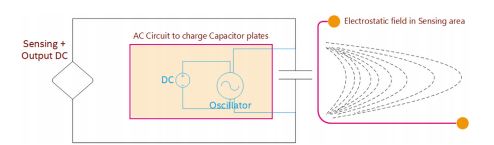 Electrostatic field in Sensing area
AC Circuit to charge Capacitor plates
Sensing +
Output DC
DC
Oscillator